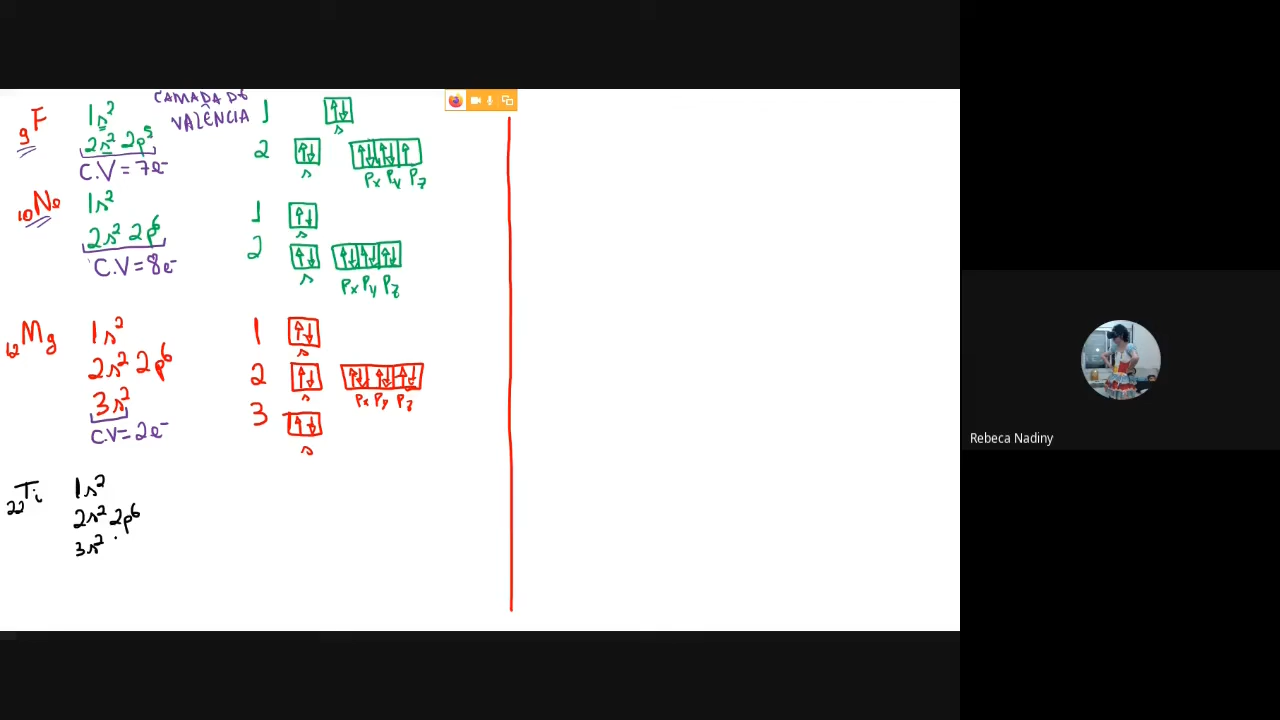 CAMADA DE
VALÊNCIA
₉F 1s² 1
s
2s² 2p⁵ 2
C.V = 7e⁻ s Px Py Pz
₁₀Ne 1s² 1
s
2s² 2p⁶ 2
C.V = 8e⁻ s Px Py Pz
₁₂Mg 1s² 1
s
2s² 2p⁶ 2
s Px Py Pz
3s² 3
C.V = 2e⁻ s
₂₂Ti 1s²
2s² 2p⁶
3s²
Rebeca Nadiny